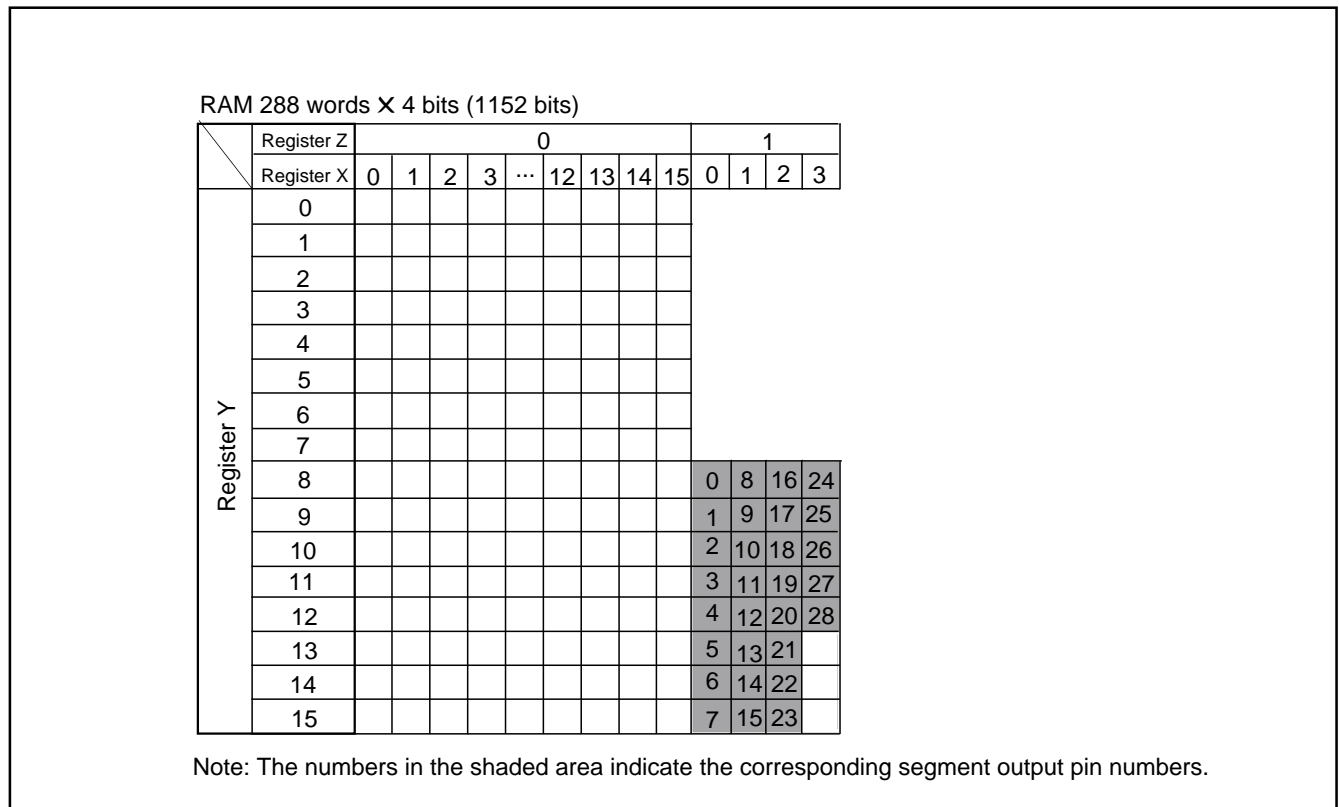 RAM 288 words × 4 bits (1152 bits)
Register Z 0 1
Register X 0 1 2 3 ... 12 13 14 15 0 1 2 3
Register Y
0
1
2
3
4
5
6
7
8 0 8 16 24
9 1 9 17 25
10 2 10 18 26
11 3 11 19 27
12 4 12 20 28
13 5 13 21
14 6 14 22
15 7 15 23
Note: The numbers in the shaded area indicate the corresponding segment output pin numbers.